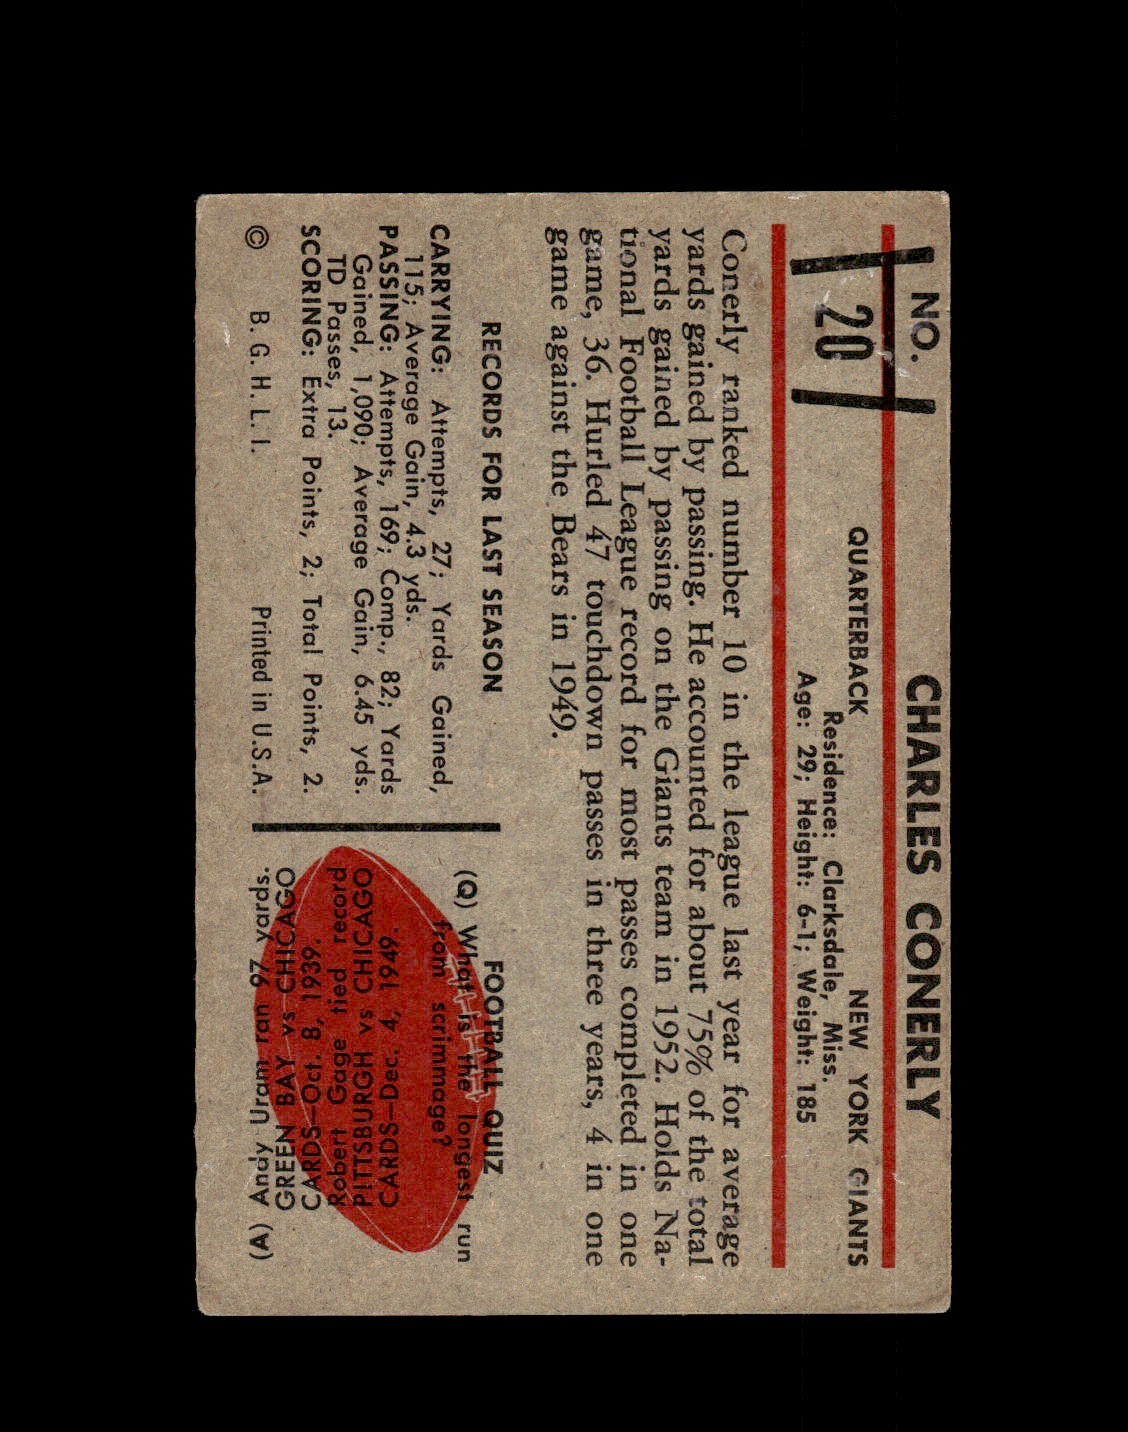 NO.
20
CHARLES CONERLY
QUARTERBACK NEW YORK GIANTS
Residence: Clarksdale, Miss.
Age: 29; Height: 6-1; Weight: 185
Conerly ranked number 10 in the league last year for average
yards gained by passing. He accounted for about 75% of the total
yards gained by passing on the Giants team in 1952. Holds Na-
tional Football League record for most passes completed in one
game, 36. Hurled 47 touchdown passes in three years, 4 in one
game against the Bears in 1949.
RECORDS FOR LAST SEASON
CARRYING: Attempts, 27; Yards Gained,
115; Average Gain, 4.3 yds.
PASSING: Attempts, 169; Comp., 82; Yards
Gained, 1,090; Average Gain, 6.45 yds.
TD Passes, 13.
SCORING: Extra Points, 2; Total Points, 2.
© B. G. H. L. I. Printed in U.S.A.
FOOTBALL QUIZ
(Q) What is the longest run
from scrimmage?
(A) Andy Uram ran 97 yards.
GREEN BAY vs CHICAGO
CARDS—Oct. 8, 1939.
Robert Gage tied record
PITTSBURGH vs CHICAGO
CARDS—Dec. 4, 1949.